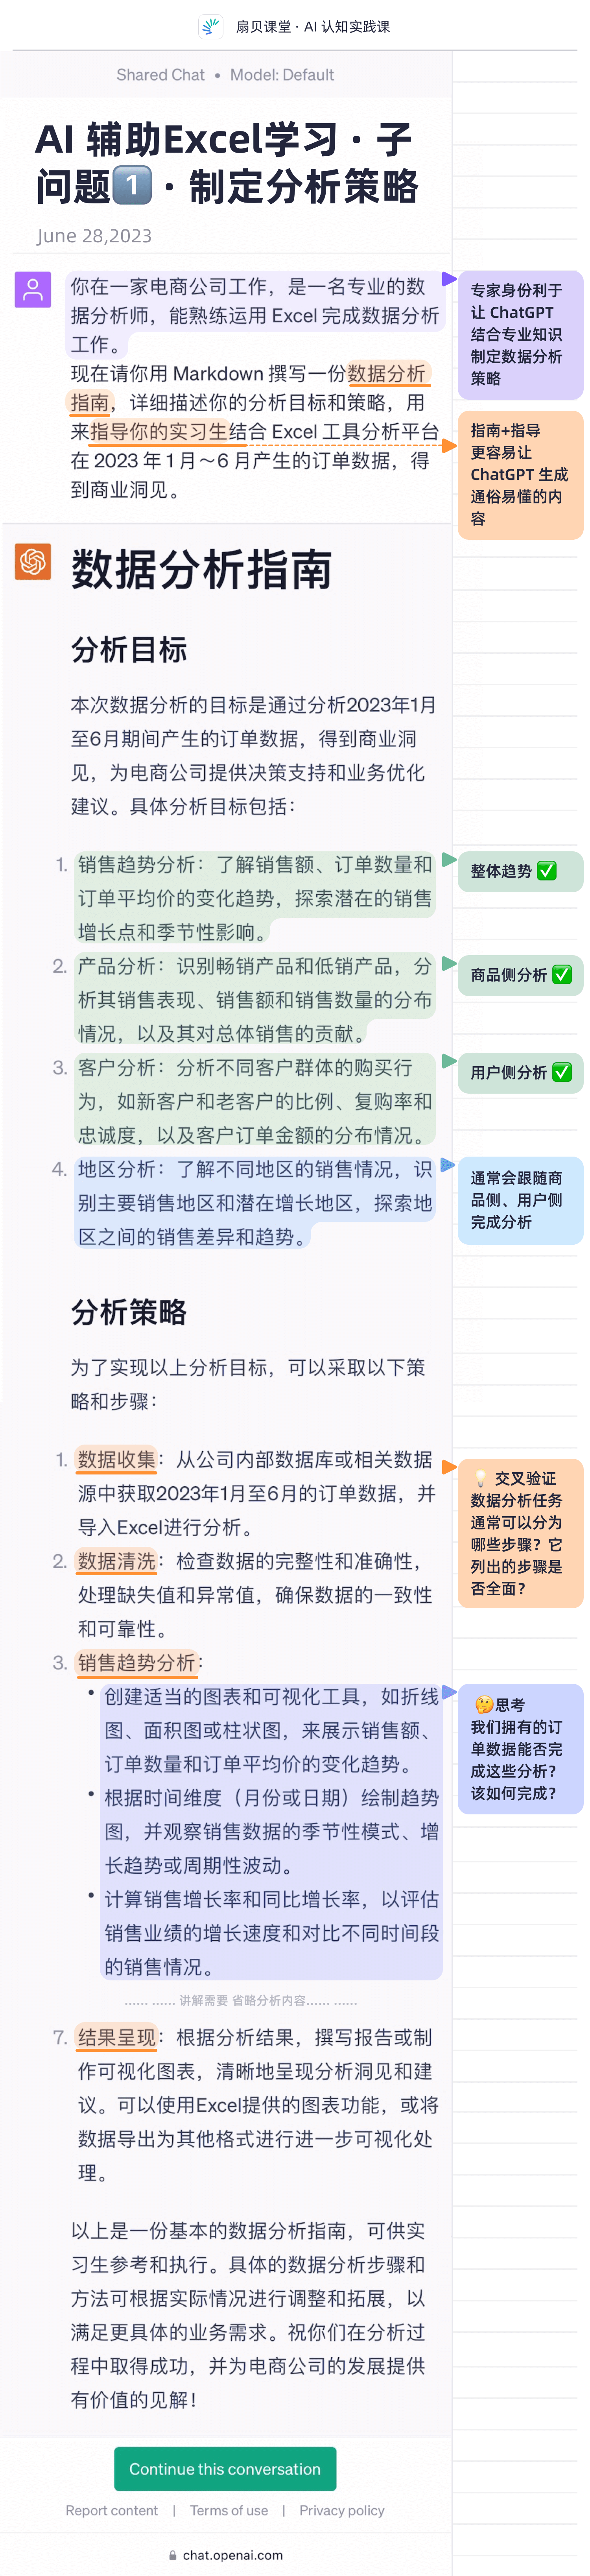 扇贝课堂 · AI 认知实践课
Shared Chat • Model: Default
AI 辅助Excel学习 · 子
问题1️⃣ · 制定分析策略
June 28,2023
你在一家电商公司工作，是一名专业的数
据分析师，能熟练运用 Excel 完成数据分析
工作。
现在请你用 Markdown 撰写一份数据分析
指南，详细描述你的分析目标和策略，用
来指导你的实习生结合 Excel 工具分析平台
在 2023 年 1 月～6 月产生的订单数据，得
到商业洞见。
专家身份利于
让 ChatGPT
结合专业知识
制定数据分析
策略
指南+指导
更容易让
ChatGPT 生成
通俗易懂的内
容
数据分析指南
分析目标
本次数据分析的目标是通过分析2023年1月
至6月期间产生的订单数据，得到商业洞
见，为电商公司提供决策支持和业务优化
建议。具体分析目标包括：
1. 销售趋势分析：了解销售额、订单数量和
订单平均价的变化趋势，探索潜在的销售
增长点和季节性影响。
整体趋势 ✅
2. 产品分析：识别畅销产品和低销产品，分
析其销售表现、销售额和销售数量的分布
情况，以及其对总体销售的贡献。
商品侧分析 ✅
3. 客户分析：分析不同客户群体的购买行
为，如新客户和老客户的比例、复购率和
忠诚度，以及客户订单金额的分布情况。
用户侧分析 ✅
4. 地区分析：了解不同地区的销售情况，识
别主要销售地区和潜在增长地区，探索地
区之间的销售差异和趋势。
通常会跟随商
品侧、用户侧
完成分析
分析策略
为了实现以上分析目标，可以采取以下策
略和步骤：
1. 数据收集：从公司内部数据库或相关数据
源中获取2023年1月至6月的订单数据，并
导入Excel进行分析。
2. 数据清洗：检查数据的完整性和准确性，
处理缺失值和异常值，确保数据的一致性
和可靠性。
💡 交叉验证
数据分析任务
通常可以分为
哪些步骤？它
列出的步骤是
否全面？
3. 销售趋势分析：
• 创建适当的图表和可视化工具，如折线
图、面积图或柱状图，来展示销售额、
订单数量和订单平均价的变化趋势。
• 根据时间维度（月份或日期）绘制趋势
图，并观察销售数据的季节性模式、增
长趋势或周期性波动。
• 计算销售增长率和同比增长率，以评估
销售业绩的增长速度和对比不同时间段
的销售情况。
🤔思考
我们拥有的订
单数据能否完
成这些分析？
该如何完成？
…… …… 讲解需要 省略分析内容…… ……
7. 结果呈现：根据分析结果，撰写报告或制
作可视化图表，清晰地呈现分析洞见和建
议。可以使用Excel提供的图表功能，或将
数据导出为其他格式进行进一步可视化处
理。
以上是一份基本的数据分析指南，可供实
习生参考和执行。具体的数据分析步骤和
方法可根据实际情况进行调整和拓展，以
满足更具体的业务需求。祝你们在分析过
程中取得成功，并为电商公司的发展提供
有价值的见解！
Continue this conversation
Report content | Terms of use | Privacy policy
chat.openai.com